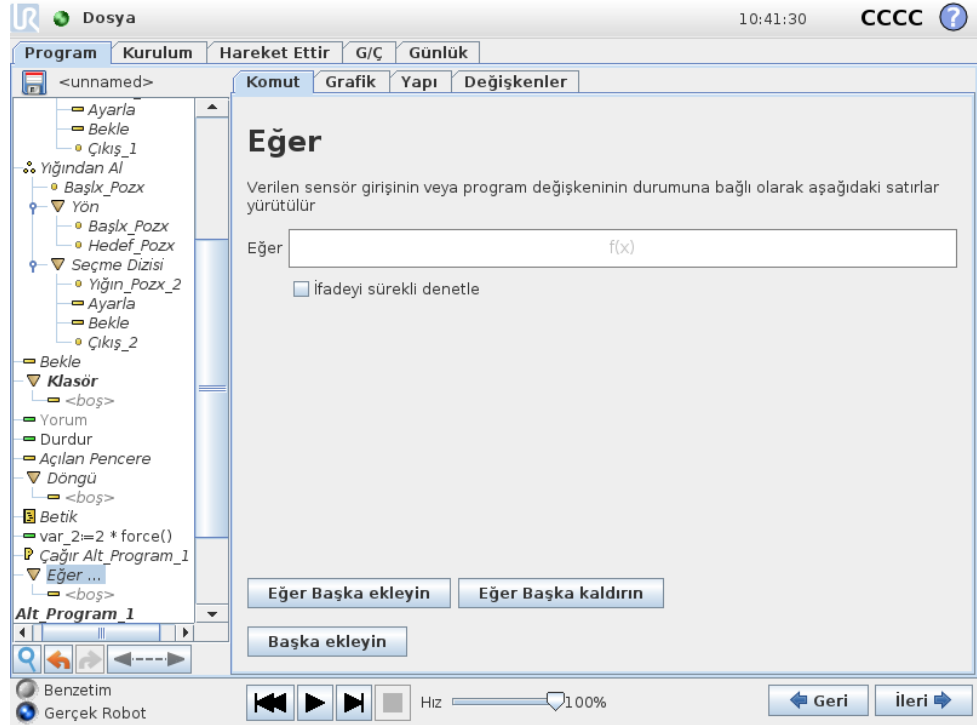 UR Dosya 10:41:30 CCCC ?
Program Kurulum Hareket Ettir G/Ç Günlük
<unnamed>
Komut Grafik Yapı Değişkenler
Ayarla
Bekle
Çıkış_1
Yığından Al
Başlx_Pozx
Yön
Başlx_Pozx
Hedef_Pozx
Seçme Dizisi
Yığın_Pozx_2
Ayarla
Bekle
Çıkış_2
Bekle
Klasör
<boş>
Yorum
Durdur
Açılan Pencere
Döngü
<boş>
Betik
var_2:=2 * force()
P Çağır Alt_Program_1
Eğer ...
<boş>
Alt_Program_1
Eğer
Verilen sensör girişinin veya program değişkeninin durumuna bağlı olarak aşağıdaki satırlar
yürütülür
Eğer f(x)
İfadeyi sürekli denetle
Eğer Başka ekleyin Eğer Başka kaldırın
Başka ekleyin
Benzetim
Gerçek Robot
Hız 100%
Geri İleri